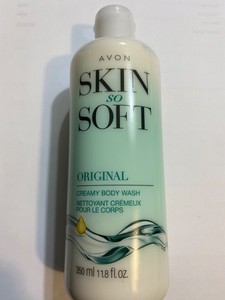 AVON
SKIN
so
SOFT
ORIGINAL
CREAMY BODY WASH
NETTOYANT CRÉMEUX
POUR LE CORPS
350 ml 11.8 fl. oz.